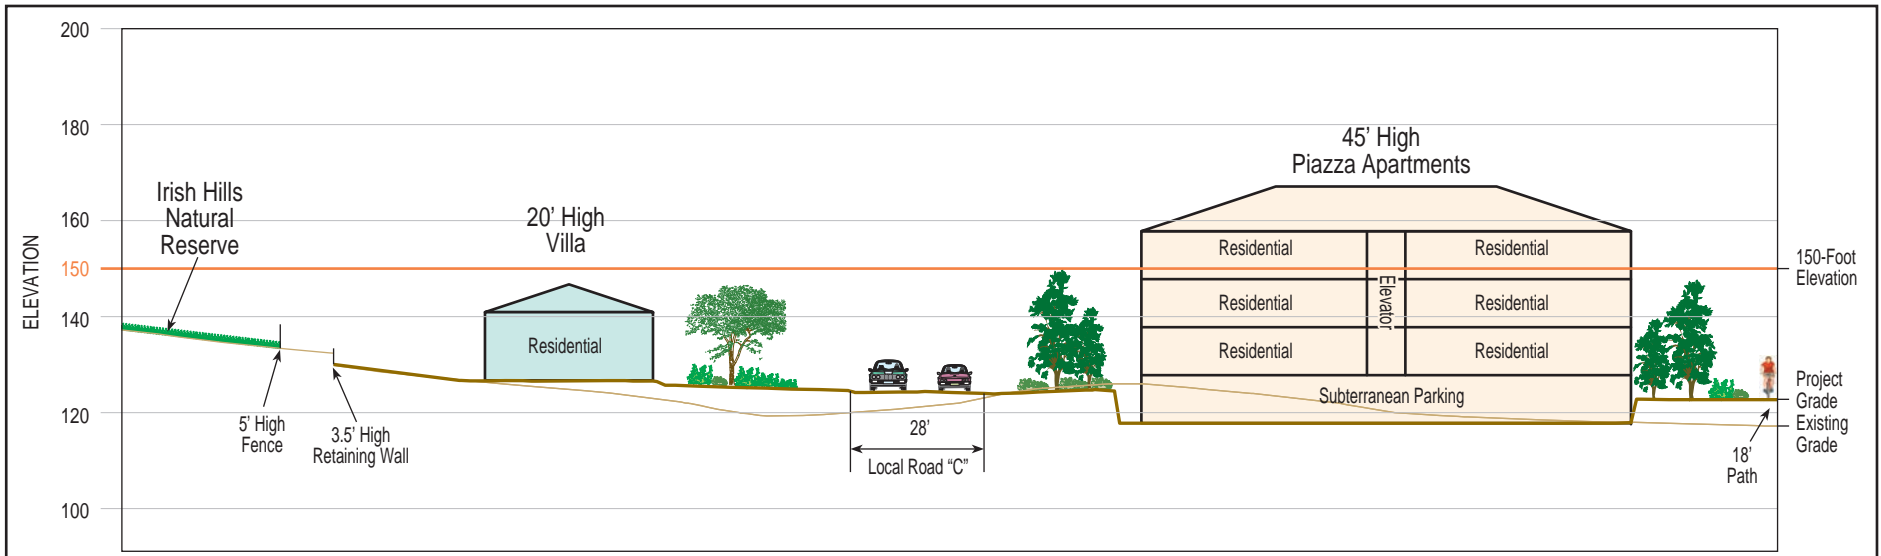 ELEVATION
200
180
160
150
140
120
100
Irish Hills
Natural
Reserve
5’ High
Fence
3.5’ High
Retaining Wall
20’ High
Villa
Residential
28’
Local Road “C”
45’ High
Piazza Apartments
Residential
Residential
Residential
Residential
Residential
Residential
Elevator
Subterranean Parking
150-Foot
Elevation
Project
Grade
Existing
Grade
18’
Path